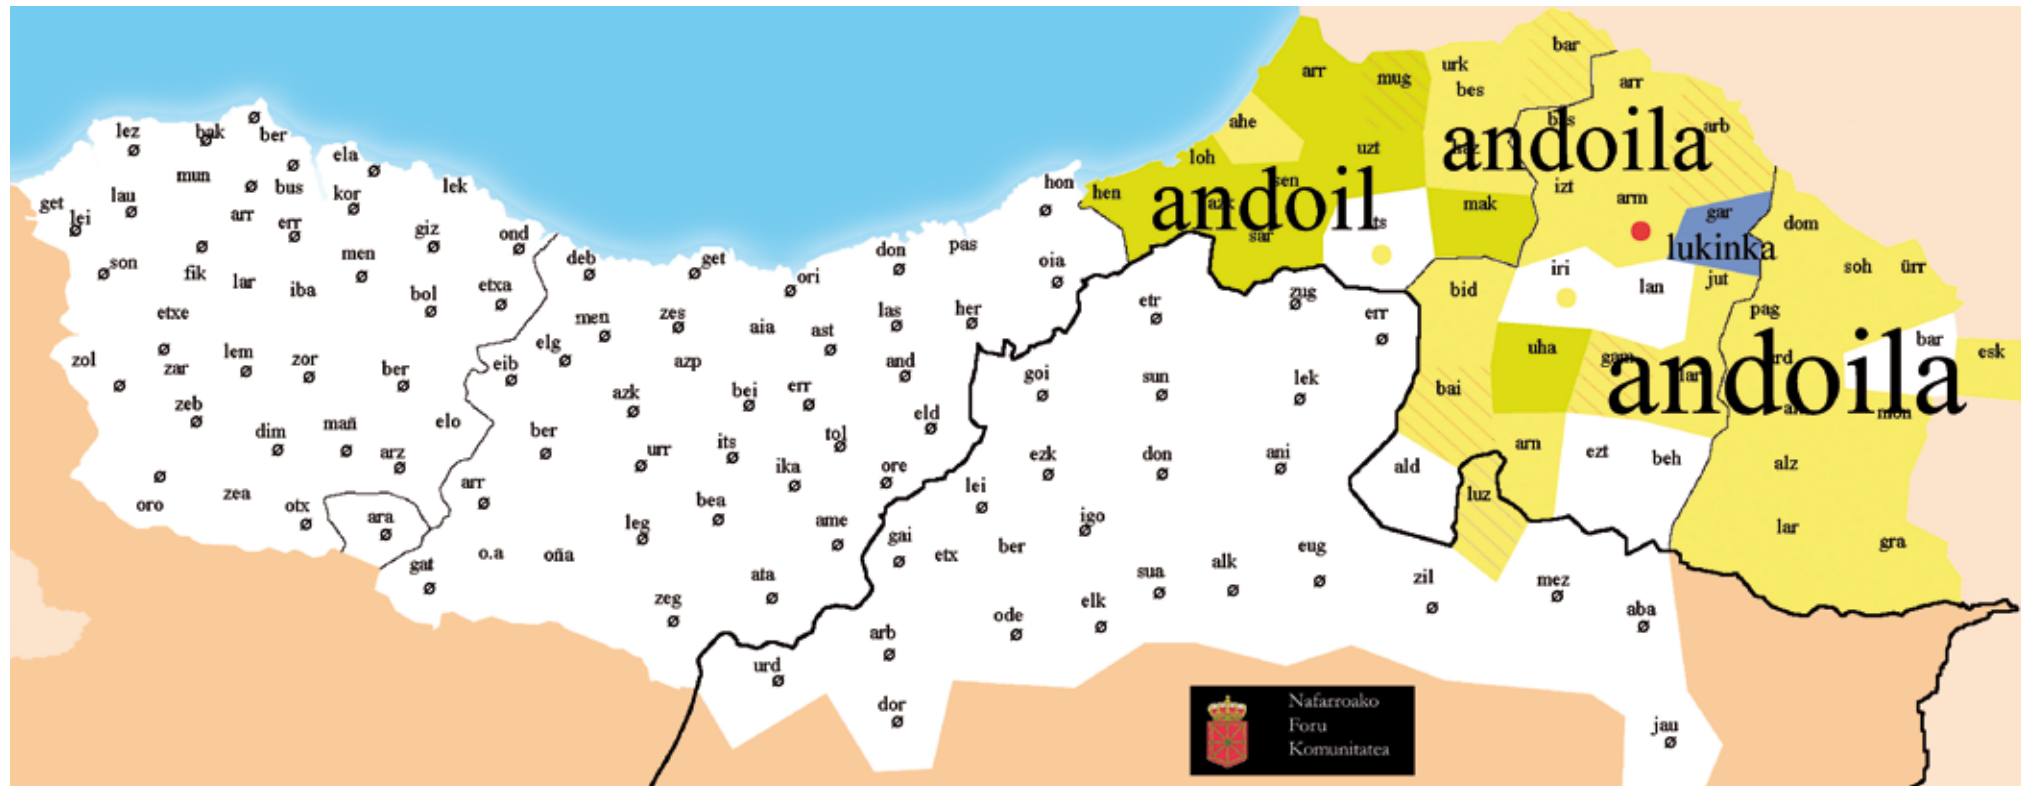 bar
urk
arr
mug
arr
bes
lez
bak
ber
ahe
andoila
arb
uzt
loh
ela
mun
bus
kor
lek
hon
hen
sen
izt
arm
mak
get
lei
lau
arr
err
giz
ond
andoil
gar
dom
sar
lukinka
son
fik
lar
iba
men
bol
etxa
deb
get
ori
don
pas
oia
iri
lan
jut
soh
ürr
etxe
men
zes
aia
ast
las
her
etr
zug
err
bid
pag
zol
zar
lem
zor
ber
eib
elg
azp
and
goi
sun
lek
uha
gam
bar
esk
andoila
lar
zeb
dim
mañ
arz
elo
ber
azk
bei
err
eld
bai
mon
urr
its
tol
ika
ore
ezk
don
ani
ald
arn
ezt
beh
alz
oro
zea
otx
ara
arr
leg
bea
ame
lei
igo
luz
lar
gra
gat
o.a
oña
zeg
ata
gai
etx
ber
ode
elk
sua
alk
eug
zil
mez
aba
urd
arb
dor
jau
Nafarroako
Foru
Komunitatea